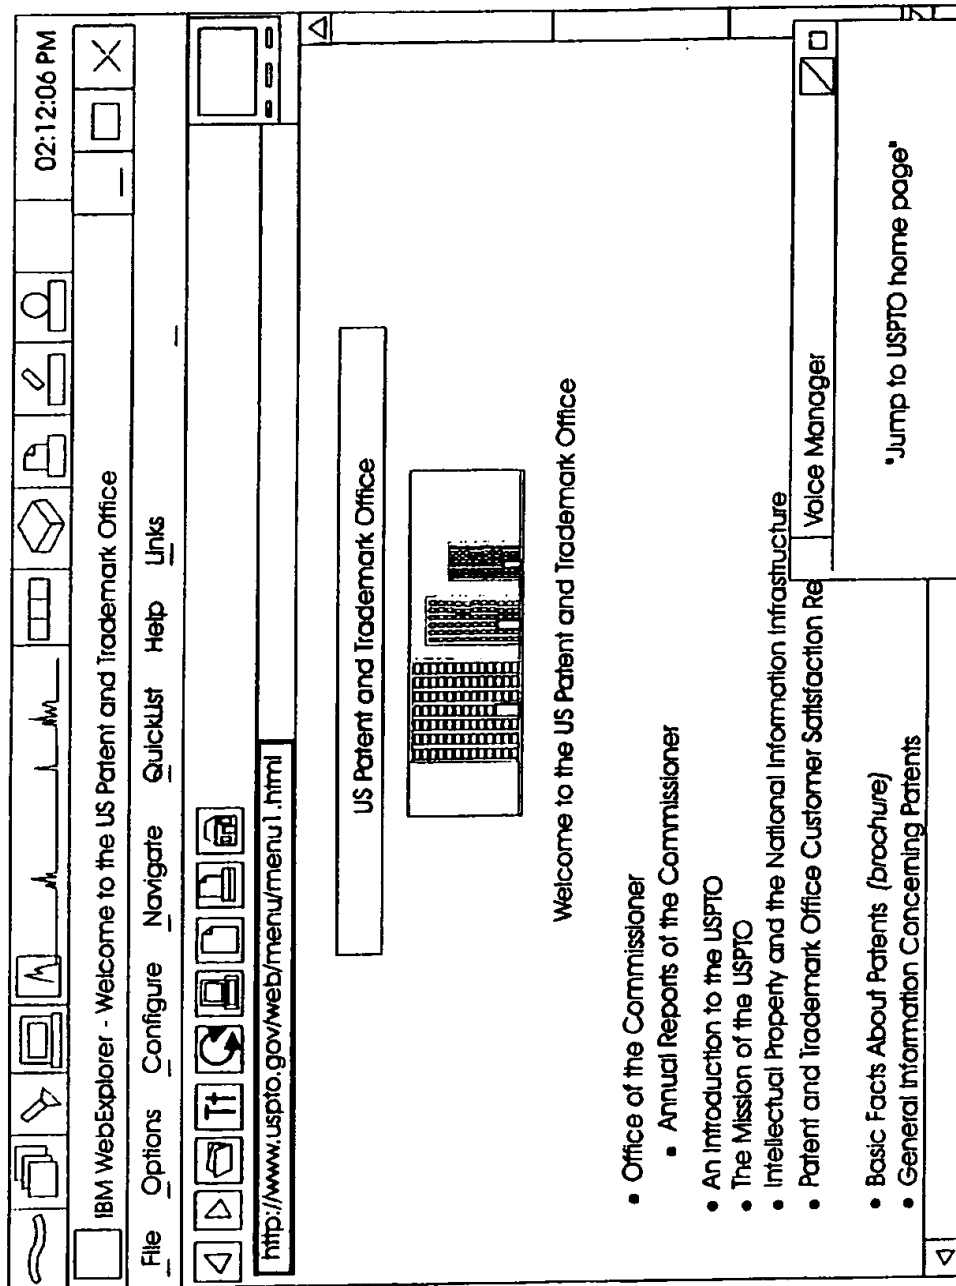 02:12:06 PM
IBM WebExplorer - Welcome to the US Patent and Trademark Office
File Options Configure Navigate QuickList Help Links
Tt
http://www.uspto.gov/web/menu/menu1.html
US Patent and Trademark Office
Welcome to the US Patent and Trademark Office
• Office of the Commissioner
• Annual Reports of the Commissioner
• An Introduction to the USPTO
• The Mission of the USPTO
• Intellectual Property and the National Information Infrastructure
• Patent and Trademark Office Customer Satisfaction Re
• Basic Facts About Patents (brochure)
• General Information Concerning Patents
Voice Manager
"Jump to USPTO home page"